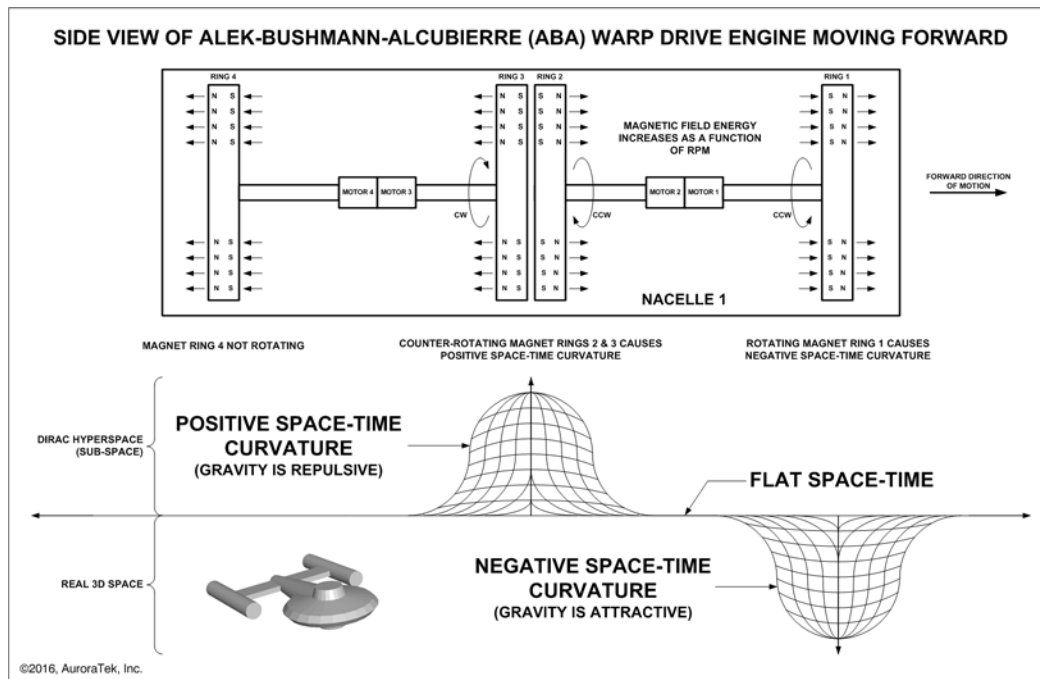 SIDE VIEW OF ALEK-BUSHMANN-ALCUBIERRE (ABA) WARP DRIVE ENGINE MOVING FORWARD
RING 4
RING 3
RING 2
RING 1
N S
N S
N S
N S
N S
N S
N S
N S
S N
S N
S N
S N
S N
S N
S N
S N
MAGNETIC FIELD ENERGY
INCREASES AS A FUNCTION
OF RPM
MOTOR 4
MOTOR 3
MOTOR 2
MOTOR 1
FORWARD DIRECTION
OF MOTION
CW
CCW
CCW
N S
N S
N S
N S
N S
N S
N S
N S
S N
S N
S N
S N
S N
S N
S N
S N
NACELLE 1
MAGNET RING 4 NOT ROTATING
COUNTER-ROTATING MAGNET RINGS 2 & 3 CAUSES
POSITIVE SPACE-TIME CURVATURE
ROTATING MAGNET RING 1 CAUSES
NEGATIVE SPACE-TIME CURVATURE
DIRAC HYPERSPACE
(SUB-SPACE)
POSITIVE SPACE-TIME
CURVATURE
(GRAVITY IS REPULSIVE)
FLAT SPACE-TIME
REAL 3D SPACE
NEGATIVE SPACE-TIME
CURVATURE
(GRAVITY IS ATTRACTIVE)
©2016, AuroraTek, Inc.